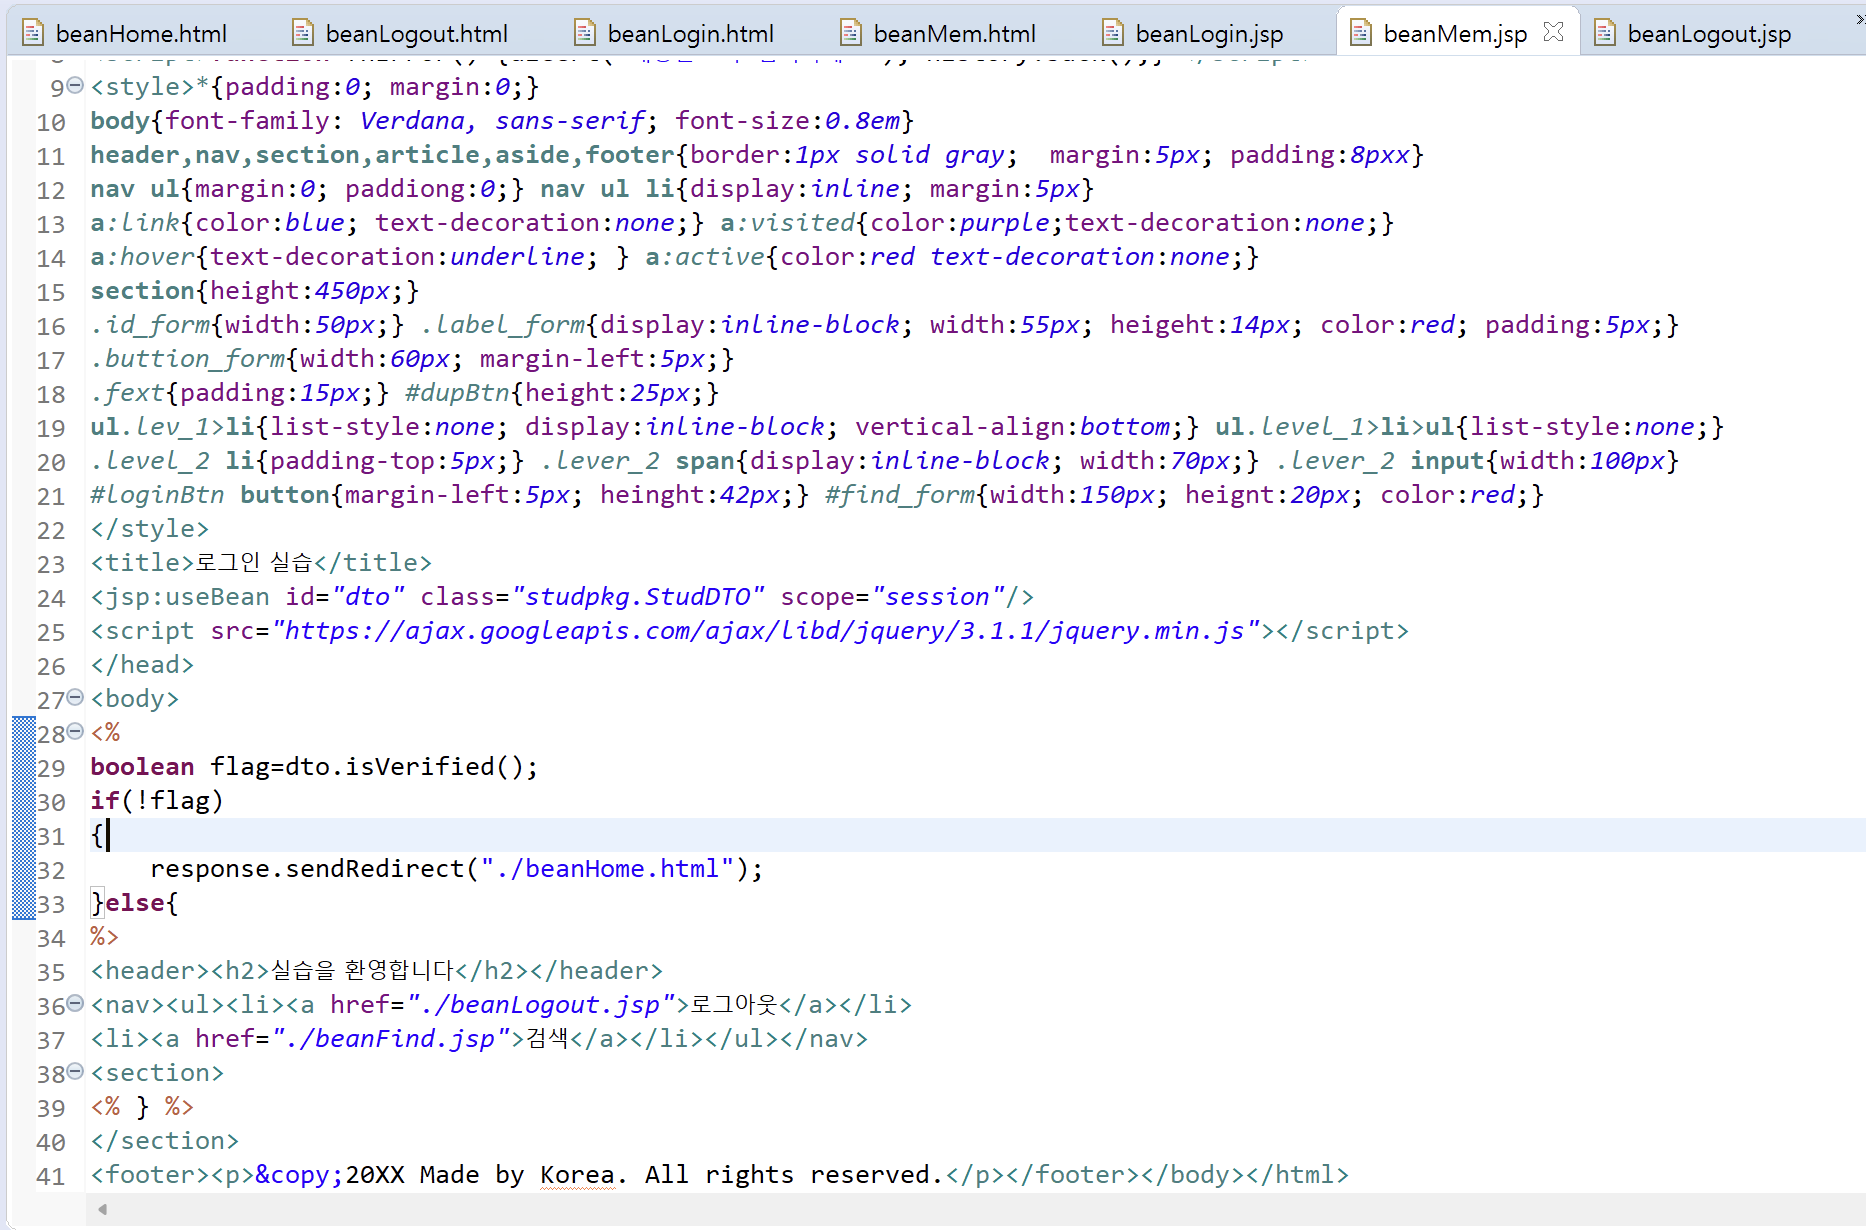 beanHome.html beanLogout.html beanLogin.html beanMem.html beanLogin.jsp beanMem.jsp beanLogout.jsp
9 <style>*{padding:0; margin:0;}
10 body{font-family: Verdana, sans-serif; font-size:0.8em}
11 header,nav,section,article,aside,footer{border:1px solid gray;  margin:5px; padding:8pxx}
12 nav ul{margin:0; paddiong:0;} nav ul li{display:inline; margin:5px}
13 a:link{color:blue; text-decoration:none;} a:visited{color:purple;text-decoration:none;}
14 a:hover{text-decoration:underline; } a:active{color:red text-decoration:none;}
15 section{height:450px;}
16 .id_form{width:50px;} .label_form{display:inline-block; width:55px; heigeht:14px; color:red; padding:5px;}
17 .buttion_form{width:60px; margin-left:5px;}
18 .fext{padding:15px;} #dupBtn{height:25px;}
19 ul.lev_1>li{list-style:none; display:inline-block; vertical-align:bottom;} ul.level_1>li>ul{list-style:none;}
20 .level_2 li{padding-top:5px;} .lever_2 span{display:inline-block; width:70px;} .lever_2 input{width:100px}
21 #loginBtn button{margin-left:5px; heinght:42px;} #find_form{width:150px; heignt:20px; color:red;}
22 </style>
23 <title>로그인 실습</title>
24 <jsp:useBean id="dto" class="studpkg.StudDTO" scope="session"/>
25 <script src="https://ajax.googleapis.com/ajax/libd/jquery/3.1.1/jquery.min.js"></script>
26 </head>
27 <body>
28 <%
29 boolean flag=dto.isVerified();
30 if(!flag)
31 {
32     response.sendRedirect("./beanHome.html");
33 }else{
34 %>
35 <header><h2>실습을 환영합니다</h2></header>
36 <nav><ul><li><a href="./beanLogout.jsp">로그아웃</a></li>
37 <li><a href="./beanFind.jsp">검색</a></li></ul></nav>
38 <section>
39 <% } %>
40 </section>
41 <footer><p>&copy;20XX Made by Korea. All rights reserved.</p></footer></body></html>